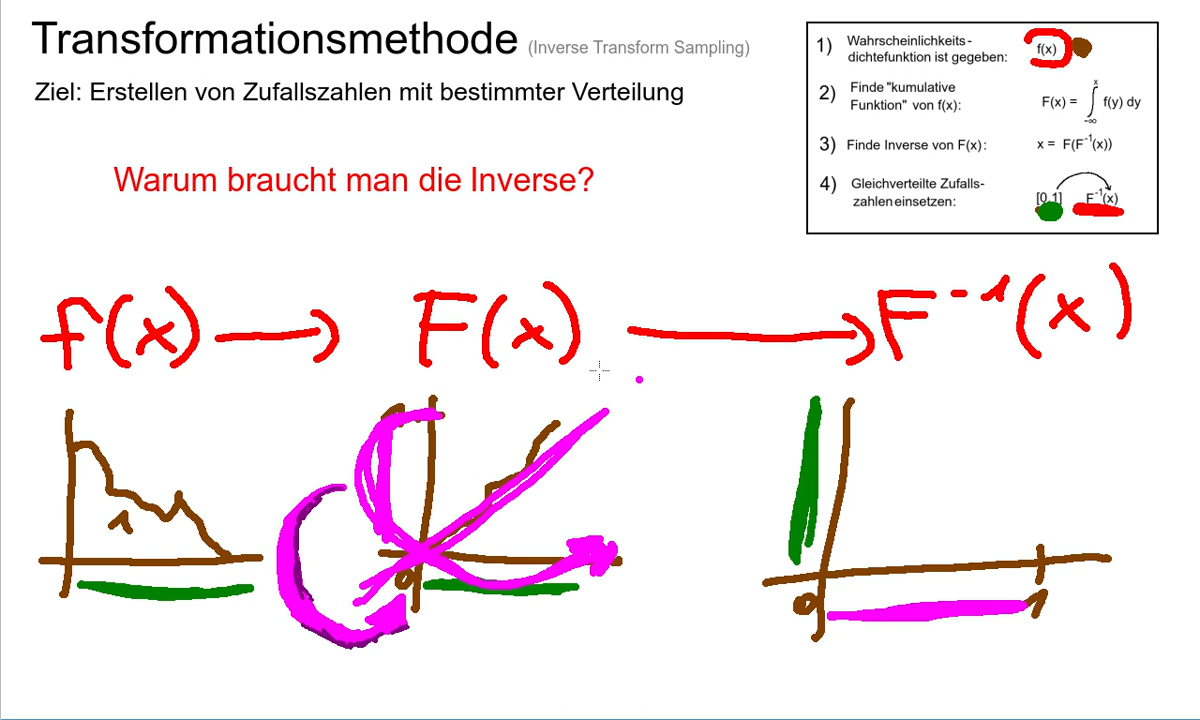 Transformationsmethode (Inverse Transform Sampling)
Ziel: Erstellen von Zufallszahlen mit bestimmter Verteilung
Warum braucht man die Inverse?
1) Wahrscheinlichkeits-
dichtefunktion ist gegeben: f(x)
2) Finde "kumulative
Funktion" von f(x): F(x) = ∫ f(y) dy
x
-∞
3) Finde Inverse von F(x): x = F(F⁻¹(x))
4) Gleichverteilte Zufalls-
zahlen einsetzen: [0,1] F⁻¹(x)
f(x) → F(x) → F⁻¹(x)
1
1
0
0 1